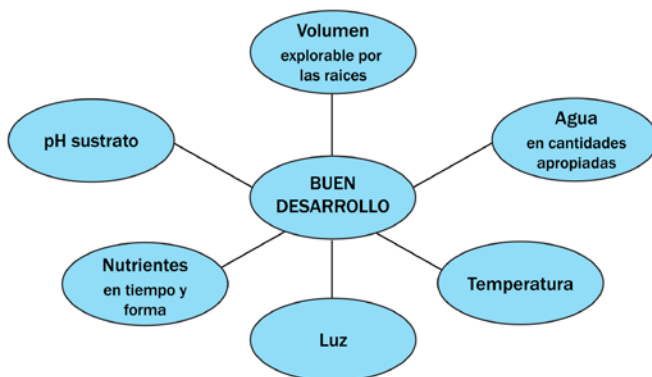 Volumen
explorable por
las raices
pH sustrato
Agua
en cantidades
apropiadas
BUEN
DESARROLLO
Nutrientes
en tiempo y
forma
Temperatura
Luz